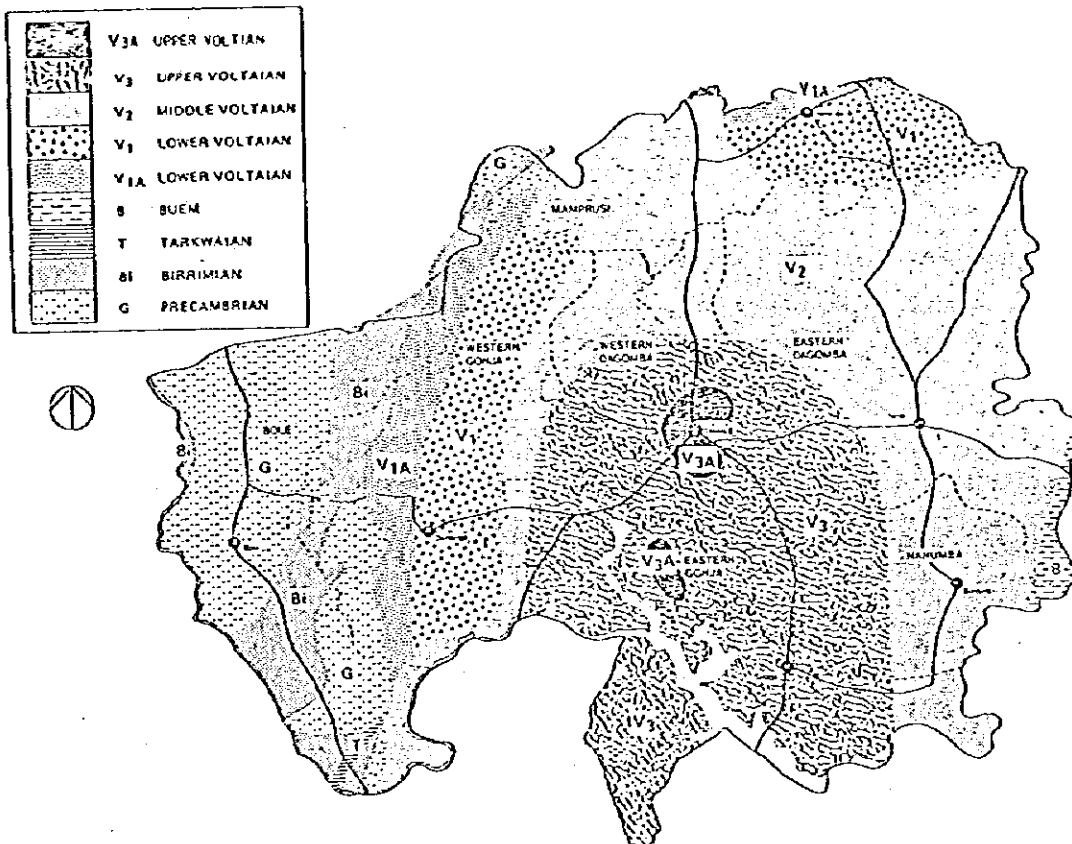 V3A UPPER VOLTIAN
V3 UPPER VOLTAIAN
V2 MIDDLE VOLTAIAN
V1 LOWER VOLTAIAN
V1A LOWER VOLTAIAN
B BUEM
T TARKWAIAN
Bi BIRRIMIAN
G PRECAMBRIAN
V1A
V1
G
MAMPRUSI
V2
WESTERN GONJA
WESTERN DAGOMBA
EASTERN DAGOMBA
Bi
BOLE
V1
B
G
V1A
V3A
V3
V3A EASTERN GONJA
NANUMBA
B
Bi
G
V3
T